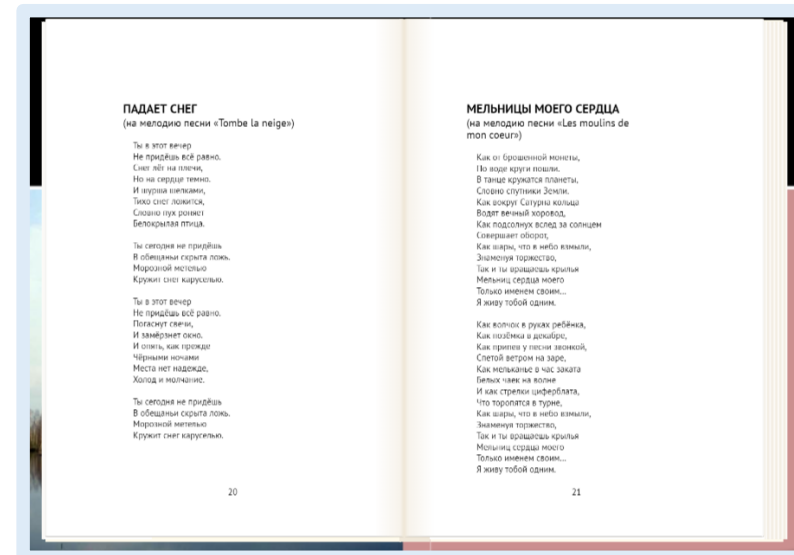 ПАДАЕТ СНЕГ
(на мелодию песни «Tombe la neige»)
Ты в этот вечер
Не придёшь всё равно.
Снег лёг на плечи,
Но на сердце темно.
И шурша шелками,
Тихо снег ложится,
Словно пух роняет
Белокрылая птица.
Ты сегодня не придёшь
В обещаньи скрыта ложь.
Морозной метелью
Кружит снег каруселью.
Ты в этот вечер
Не придёшь всё равно.
Погаснут свечи,
И замёрзнет окно.
И опять, как прежде
Чёрными ночами
Места нет надежде,
Холод и молчание.
Ты сегодня не придёшь
В обещаньи скрыта ложь.
Морозной метелью
Кружит снег каруселью.
20
МЕЛЬНИЦЫ МОЕГО СЕРДЦА
(на мелодию песни «Les moulins de
mon coeur»)
Как от брошенной монеты,
По воде круги пошли.
В танце кружатся планеты,
Словно спутники Земли.
Как вокруг Сатурна кольца
Водят вечный хоровод,
Как подсолнух вслед за солнцем
Совершает оборот,
Как шары, что в небо взмыли,
Знаменуя торжество,
Так и ты вращаешь крылья
Мельниц сердца моего
Только именем своим...
Я живу тобой одним.
Как волчок в руках ребёнка,
Как позёмка в декабре,
Как припев у песни звонкой,
Спетой ветром на заре,
Как мельканье в час заката
Белых чаек на волне
И как стрелки циферблата,
Что торопятся в турне,
Как шары, что в небо взмыли,
Знаменуя торжество,
Так и ты вращаешь крылья
Мельниц сердца моего
Только именем своим...
Я живу тобой одним.
21